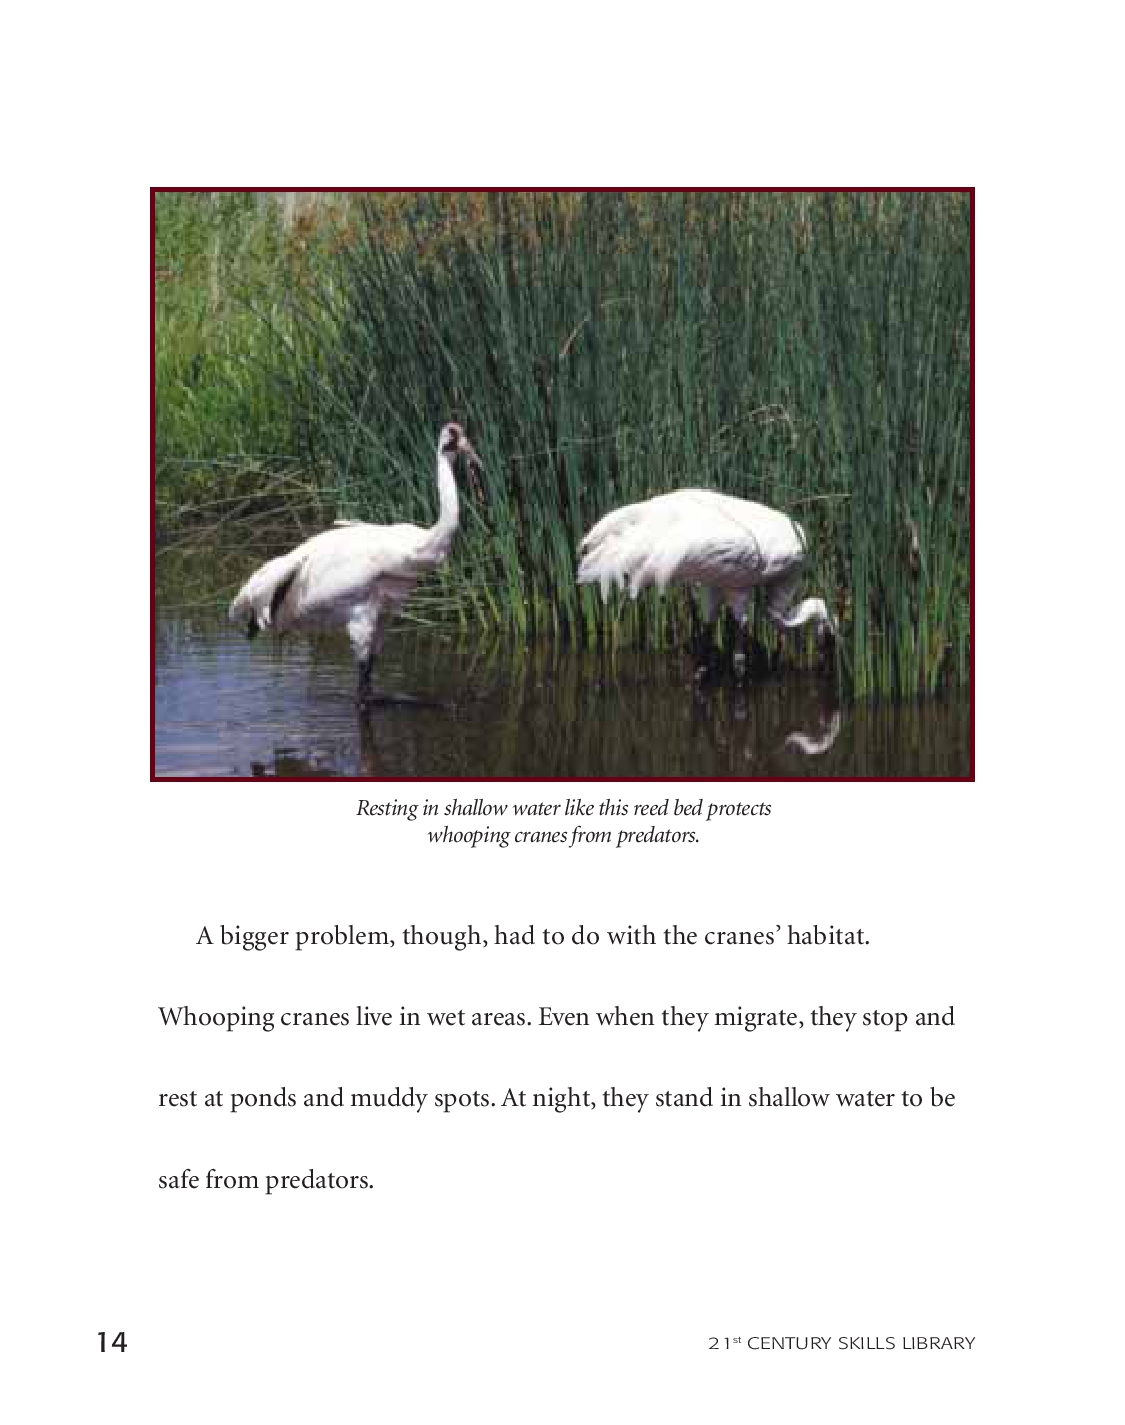 Resting in shallow water like this reed bed protects
whooping cranes from predators.
A bigger problem, though, had to do with the cranes’ habitat.
Whooping cranes live in wet areas. Even when they migrate, they stop and
rest at ponds and muddy spots. At night, they stand in shallow water to be
safe from predators.
14
21st CENTURY SKILLS LIBRARY